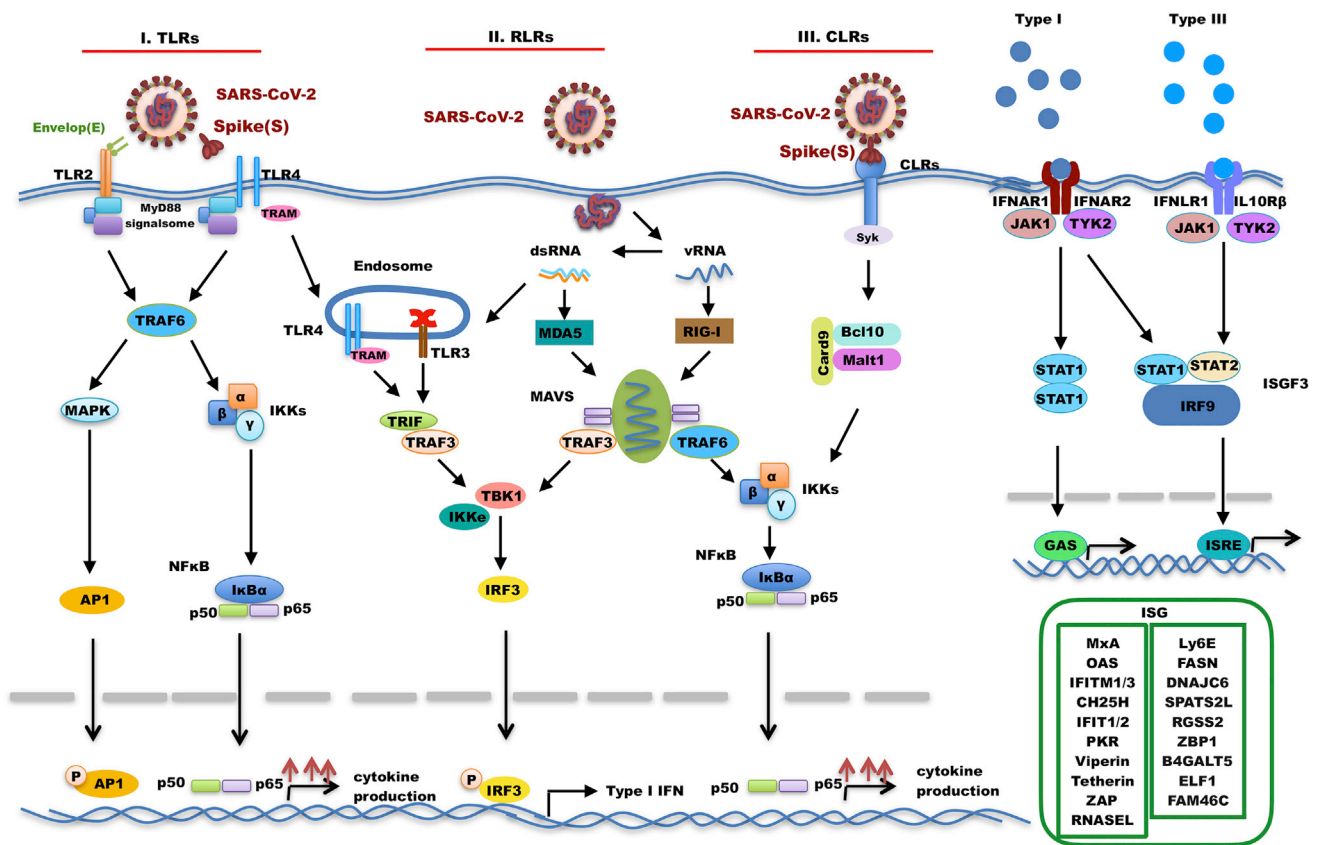 I. TLRs
II. RLRs
III. CLRs
Type I
Type III
SARS-CoV-2
Envelop(E)
Spike(S)
TLR2
TLR4
MyD88
signalsome
TRAM
SARS-CoV-2
SARS-CoV-2
Spike(S)
CLRs
Syk
IFNAR1
IFNAR2
JAK1
TYK2
IFNLR1
IL10Rβ
JAK1
TYK2
dsRNA
vRNA
Endosome
TLR4
TRAM
TLR3
MDA5
RIG-I
Card9
Bcl10
Malt1
TRAF6
MAPK
α
β
γ
IKKs
TRIF
TRAF3
MAVS
TRAF3
TRAF6
TBK1
IKKe
α
β
γ
IKKs
STAT1
STAT1
STAT1
STAT2
IRF9
ISGF3
GAS
ISRE
NFκB
IκBα
p50
p65
AP1
IRF3
NFκB
IκBα
p50
p65
P
AP1
p50
p65
cytokine
production
P
IRF3
Type I IFN
p50
p65
cytokine
production
ISG
MxA
OAS
IFITM1/3
CH25H
IFIT1/2
PKR
Viperin
Tetherin
ZAP
RNASEL
Ly6E
FASN
DNAJC6
SPATS2L
RGSS2
ZBP1
B4GALT5
ELF1
FAM46C